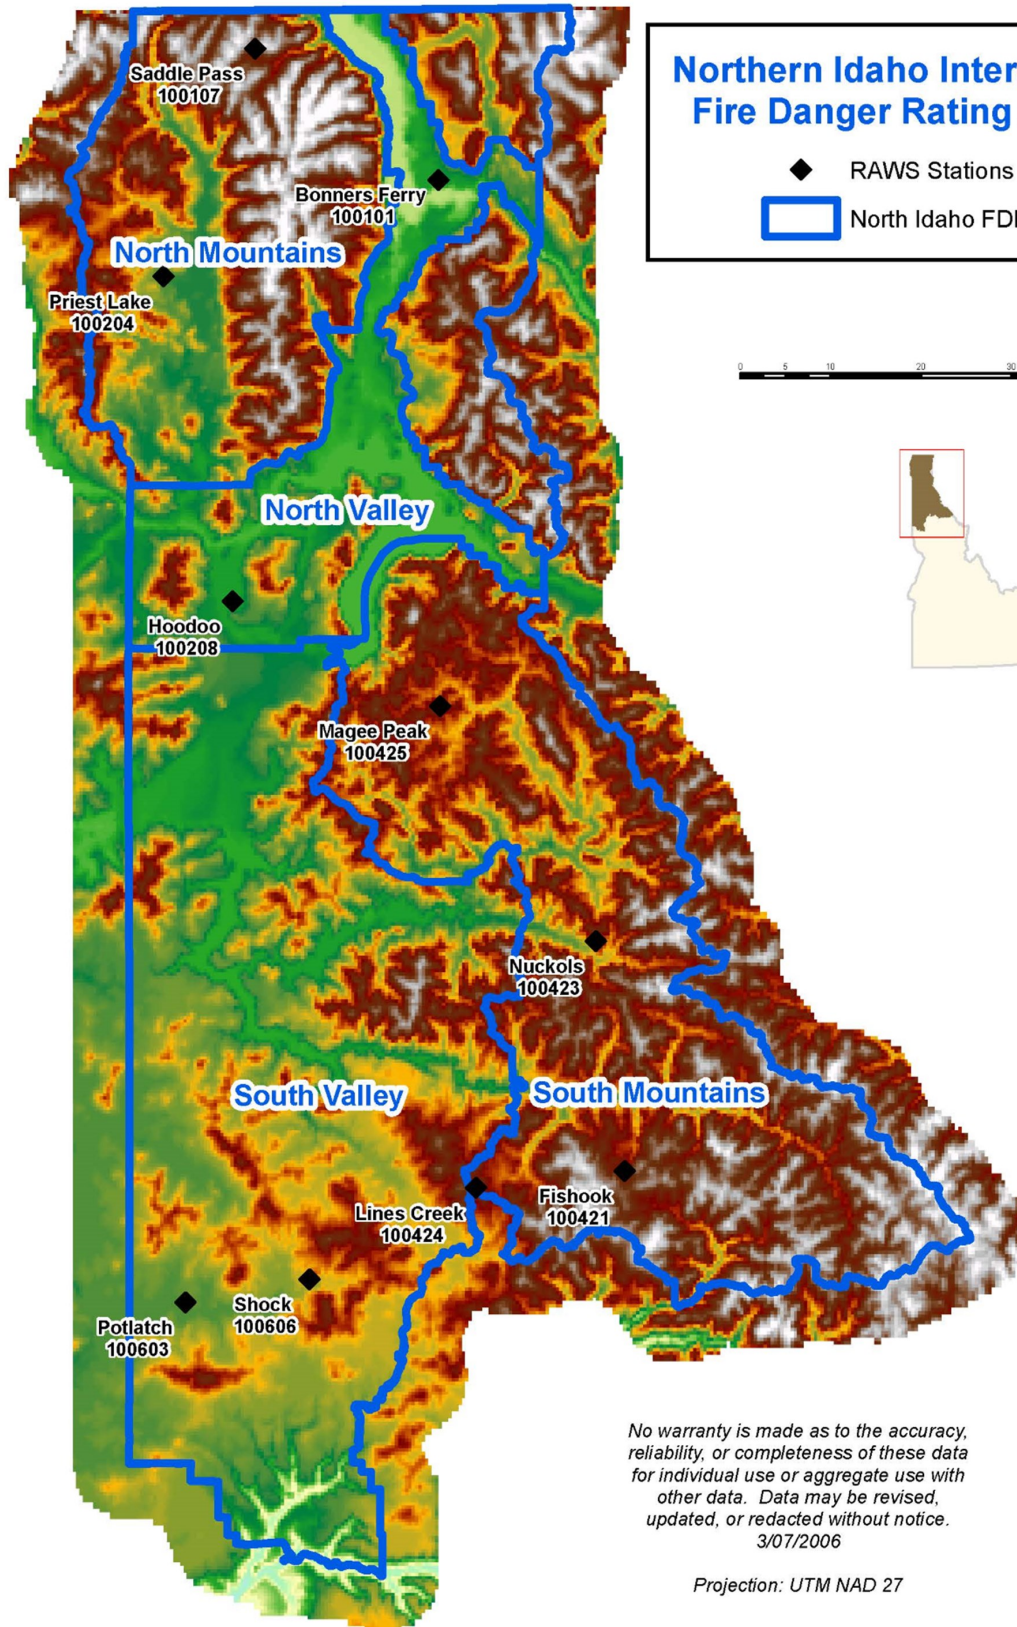 Northern Idaho Inter
Fire Danger Rating
RAWS Stations
North Idaho FD
0 5 10 20 30
Saddle Pass
100107
Bonners Ferry
100101
North Mountains
Priest Lake
100204
North Valley
Hoodoo
100208
Magee Peak
100425
Nuckols
100423
South Valley
South Mountains
Fishook
100421
Lines Creek
100424
Shock
100606
Potlatch
100603
No warranty is made as to the accuracy,
reliability, or completeness of these data
for individual use or aggregate use with
other data. Data may be revised,
updated, or redacted without notice.
3/07/2006
Projection: UTM NAD 27